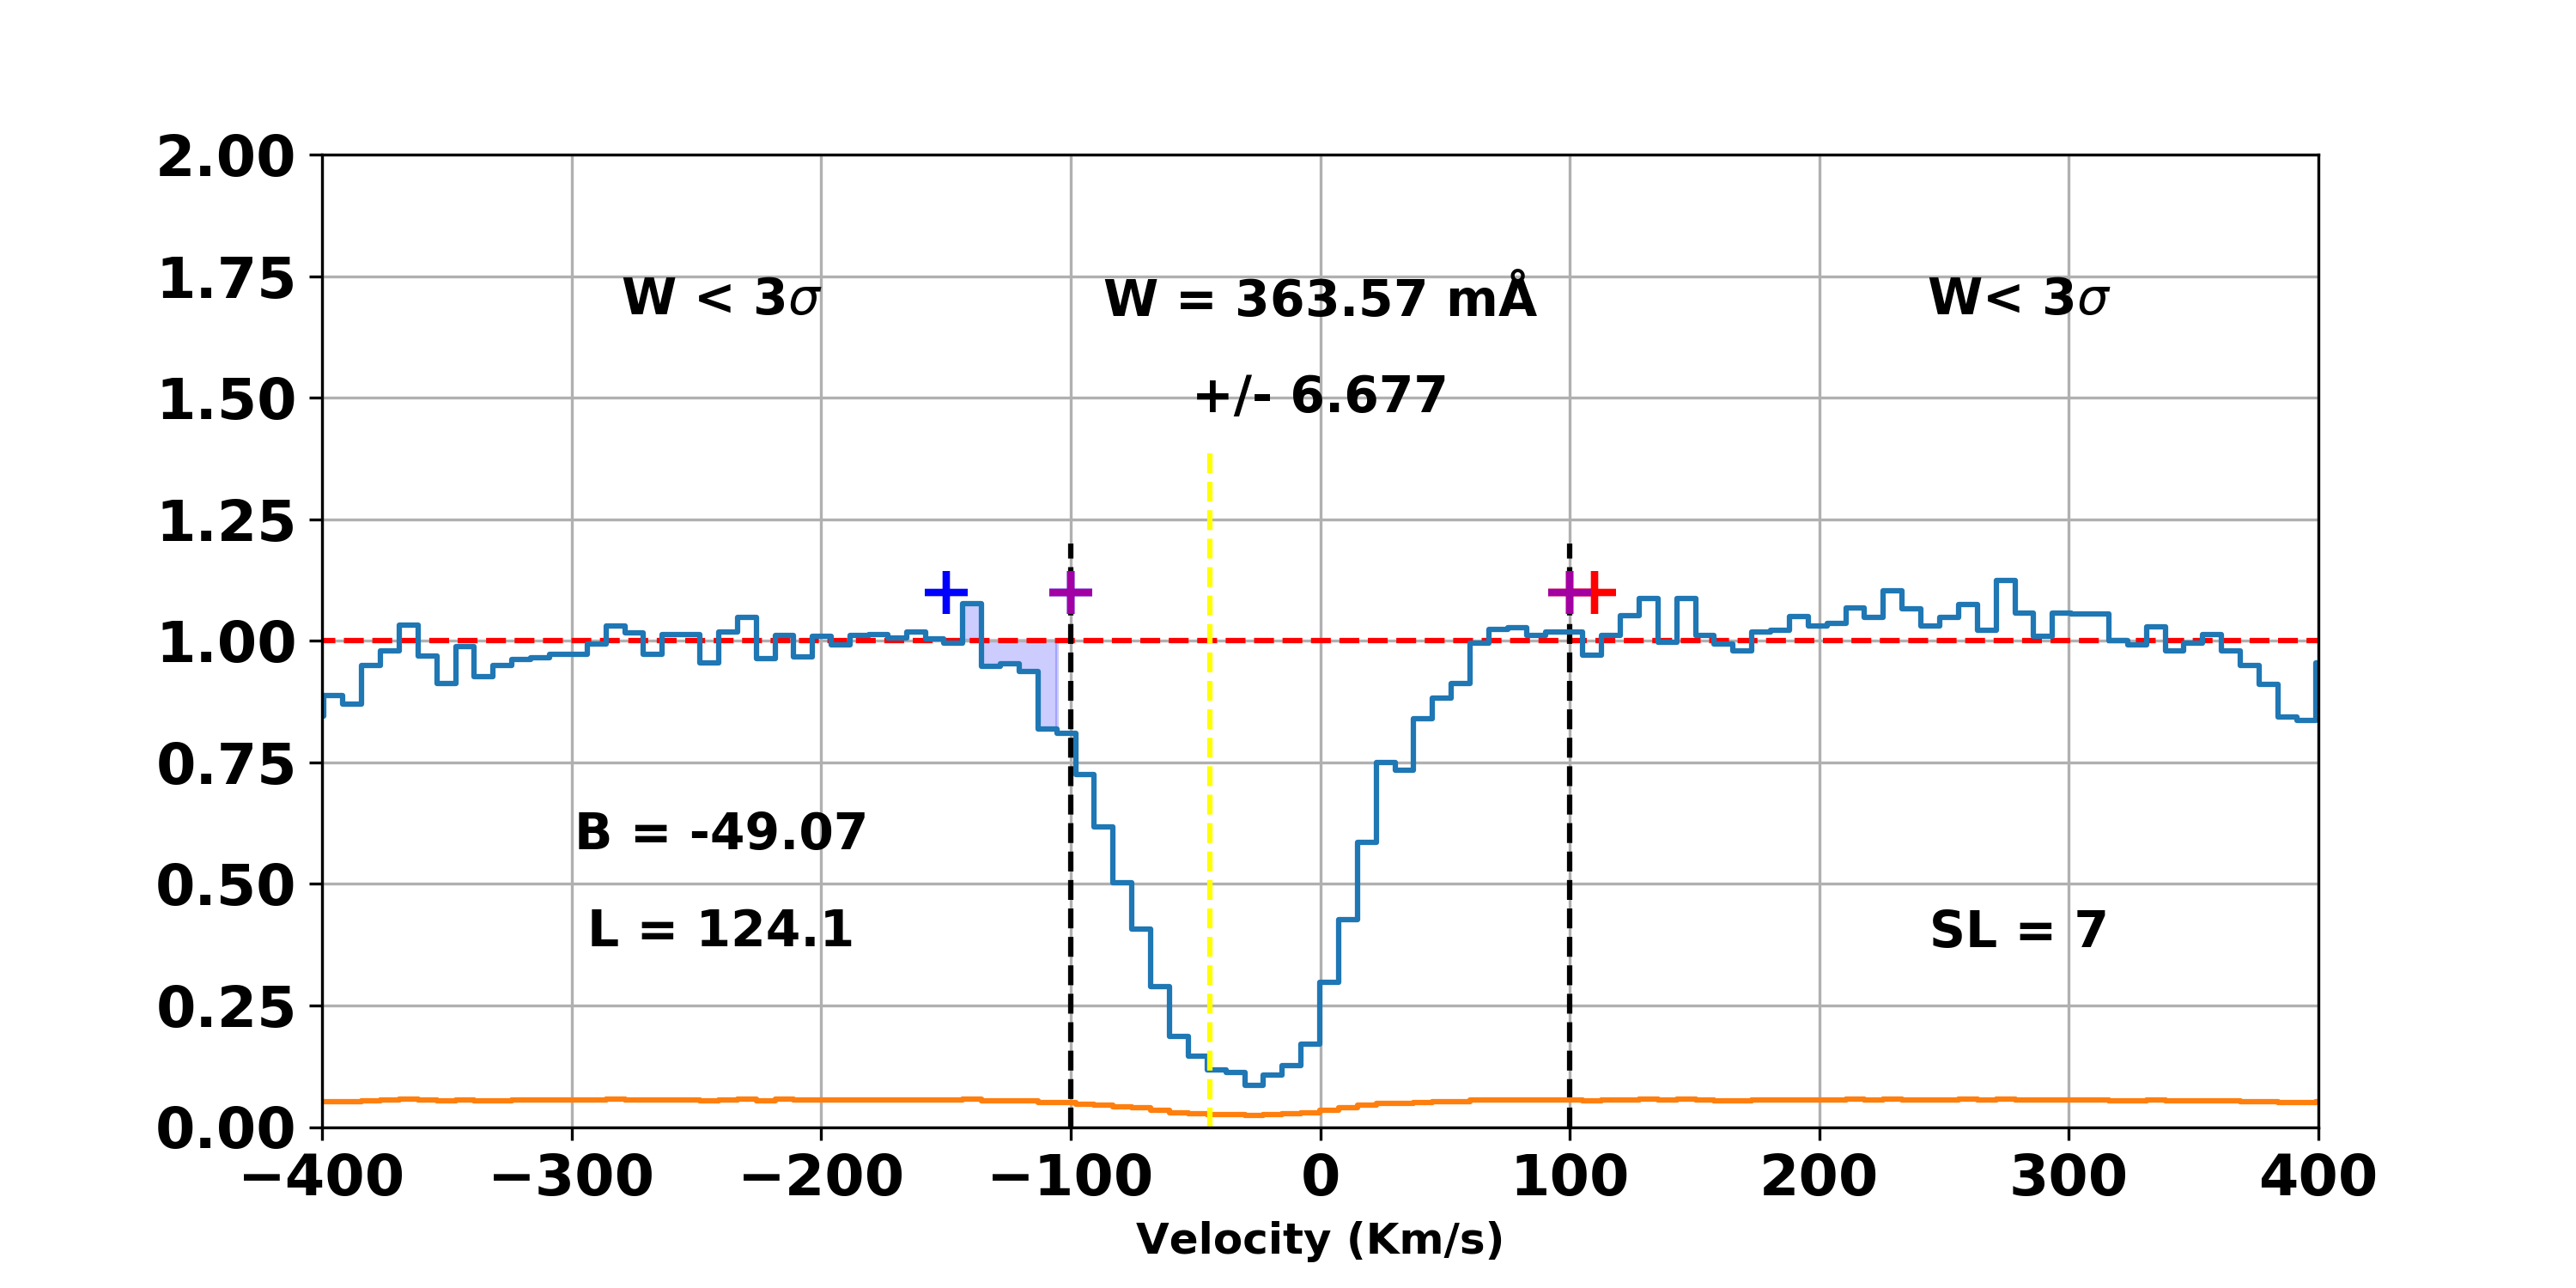 2.00
1.75
1.50
1.25
1.00
0.75
0.50
0.25
0.00
W < 3σ
W = 363.57 mÅ
W< 3σ
+/- 6.677
B = -49.07
L = 124.1
SL = 7
−400 −300 −200 −100 0 100 200 300 400
Velocity (Km/s)